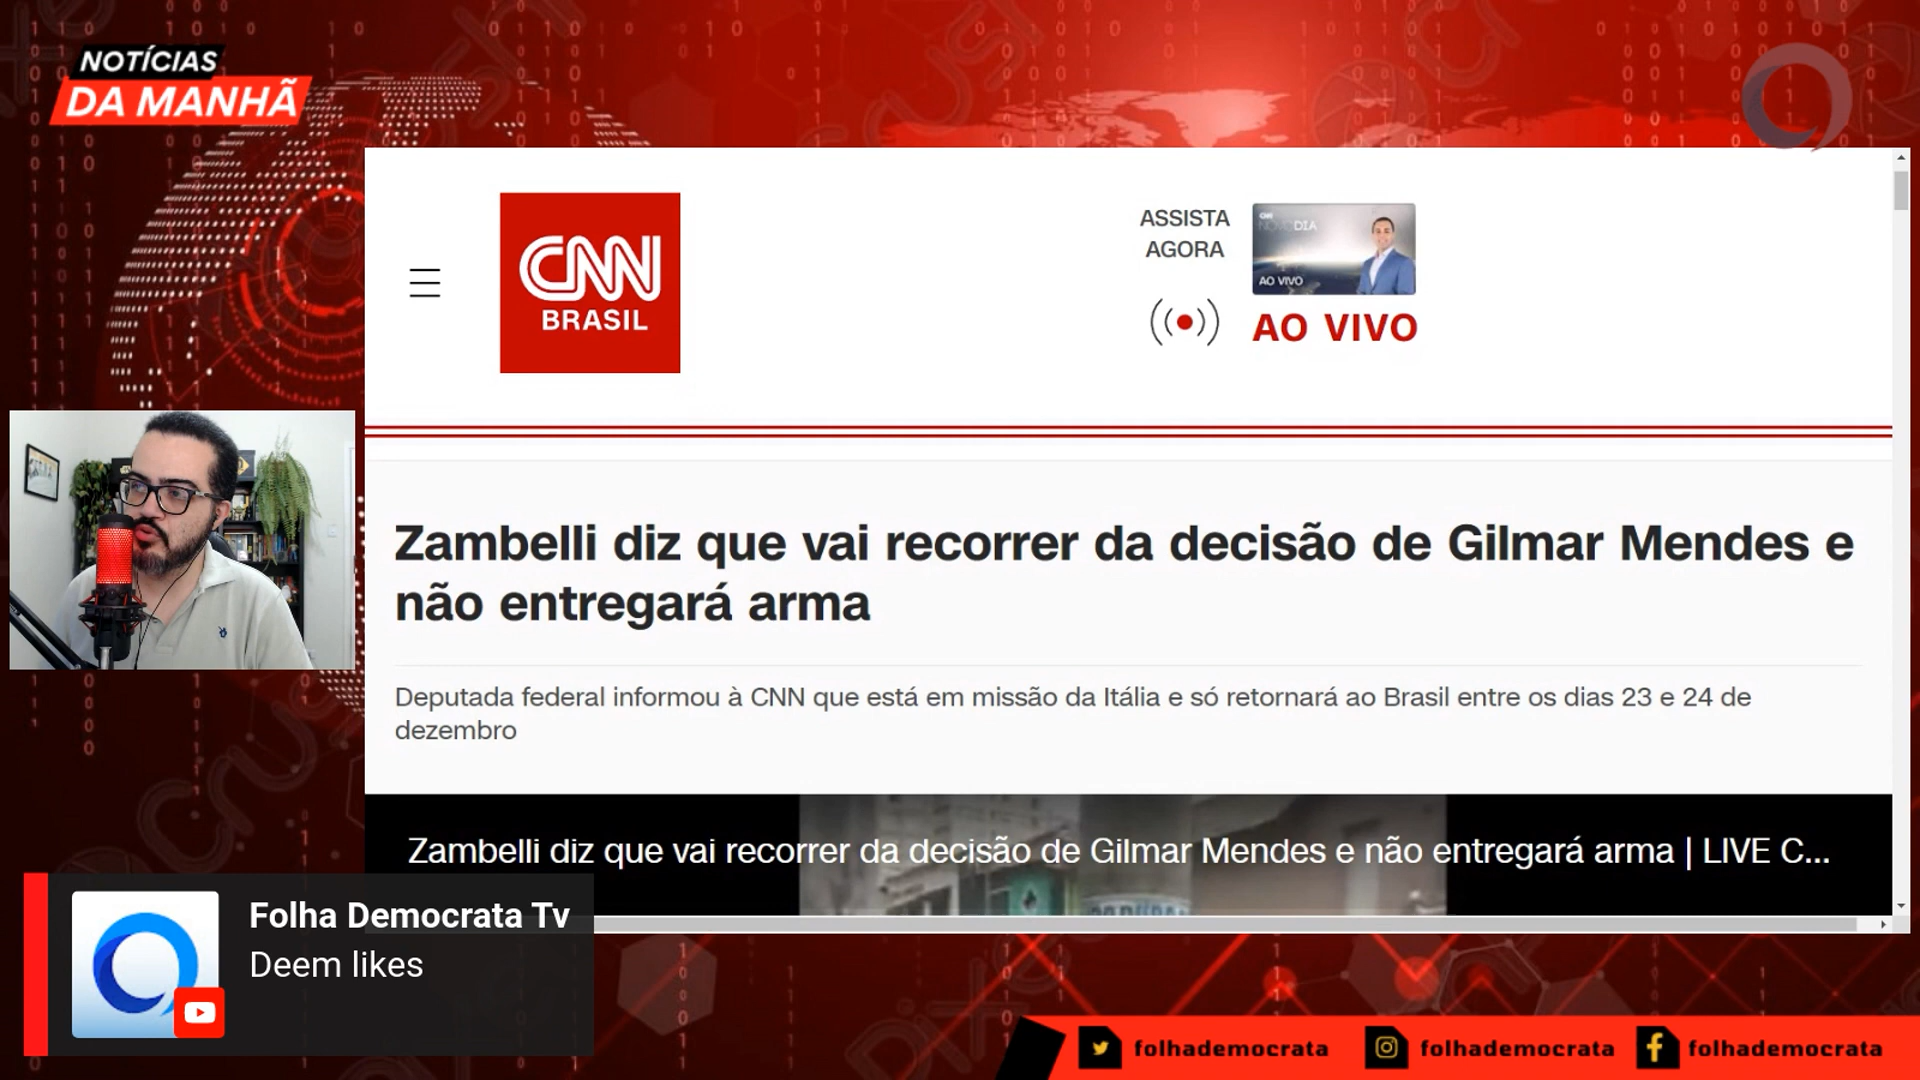 NOTÍCIAS
DA MANHÃ
CNN
BRASIL
ASSISTA
AGORA
CNN
NOVO DIA
AO VIVO
AO VIVO
Zambelli diz que vai recorrer da decisão de Gilmar Mendes e
não entregará arma
Deputada federal informou à CNN que está em missão da Itália e só retornará ao Brasil entre os dias 23 e 24 de
dezembro
Zambelli diz que vai recorrer da decisão de Gilmar Mendes e não entregará arma | LIVE C...
Folha Democrata Tv
Deem likes
folhademocrata
folhademocrata
folhademocrata